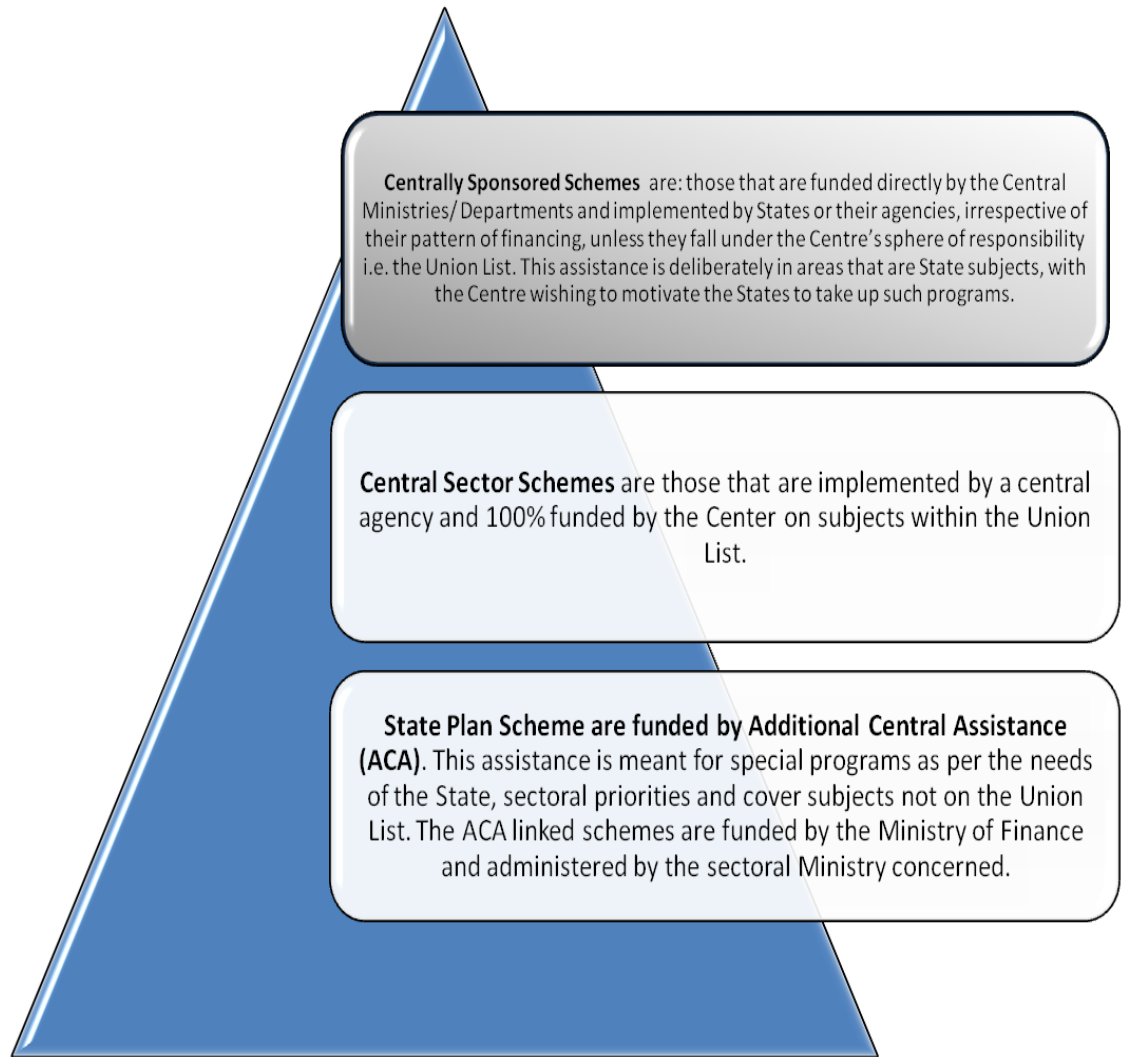 Centrally Sponsored Schemes are: those that are funded directly by the Central
Ministries/ Departments and implemented by States or their agencies, irrespective of
their pattern of financing, unless they fall under the Centre's sphere of responsibility
i.e. the Union List. This assistance is deliberately in areas that are State subjects, with
the Centre wishing to motivate the States to take up such programs.
Central Sector Schemes are those that are implemented by a central
agency and 100% funded by the Center on subjects within the Union
List.
State Plan Scheme are funded by Additional Central Assistance
(ACA). This assistance is meant for special programs as per the needs
of the State, sectoral priorities and cover subjects not on the Union
List. The ACA linked schemes are funded by the Ministry of Finance
and administered by the sectoral Ministry concerned.